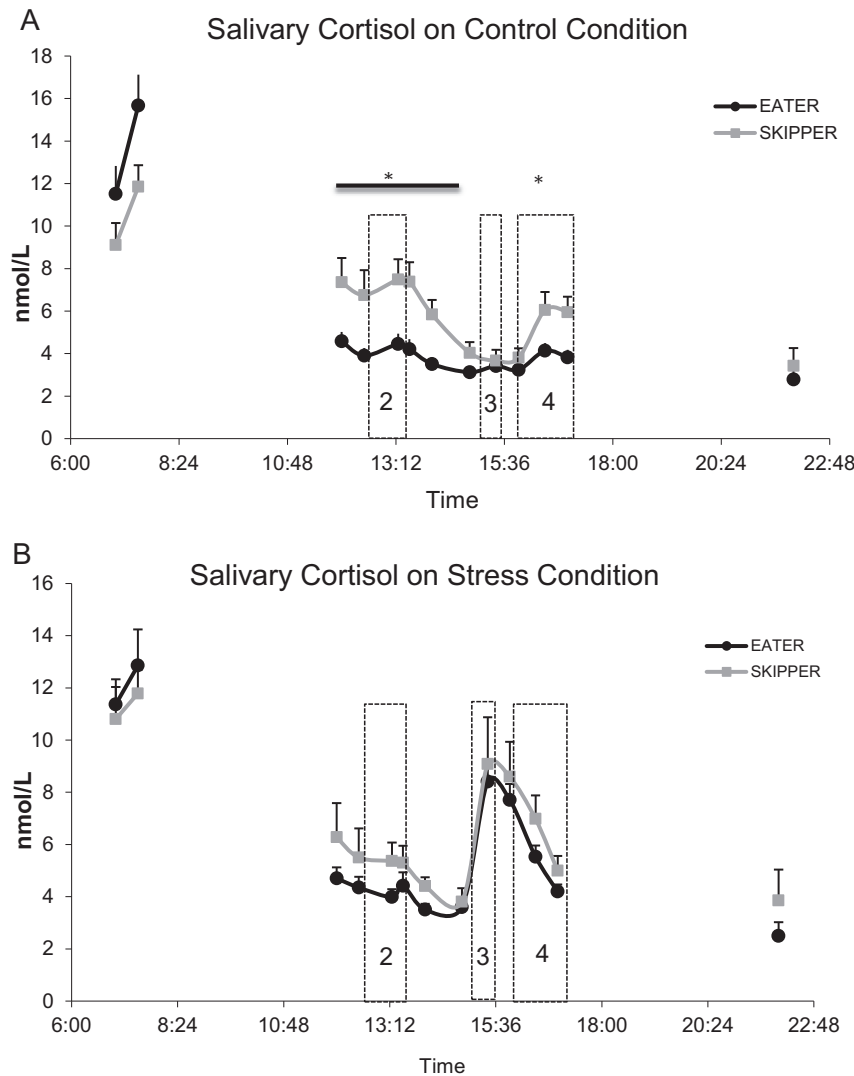 A
Salivary Cortisol on Control Condition
18
16
14
12
10
8
6
4
2
0
nmol/L
EATER
SKIPPER
*
*
2
3
4
6:00 8:24 10:48 13:12 15:36 18:00 20:24 22:48
Time
B
Salivary Cortisol on Stress Condition
16
14
12
10
8
6
4
2
0
nmol/L
EATER
SKIPPER
2
3
4
6:00 8:24 10:48 13:12 15:36 18:00 20:24 22:48
Time